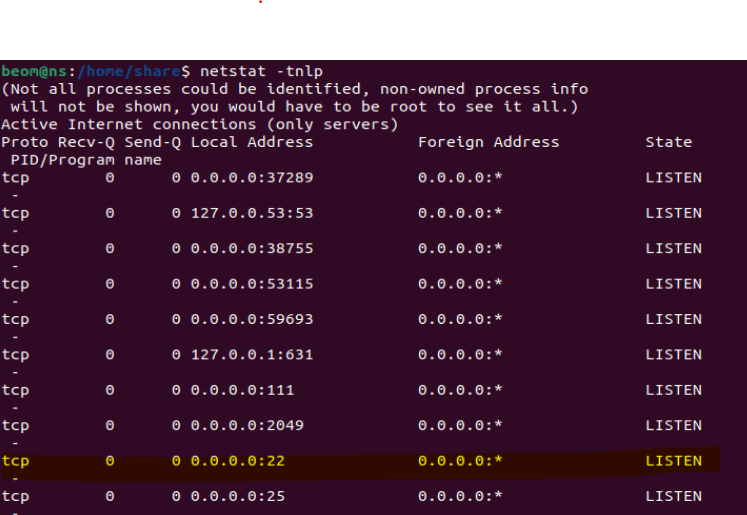 beom@ns:/home/share$ netstat -tnlp
(Not all processes could be identified, non-owned process info
 will not be shown, you would have to be root to see it all.)
Active Internet connections (only servers)
Proto Recv-Q Send-Q Local Address           Foreign Address         State
 PID/Program name
tcp        0      0 0.0.0.0:37289           0.0.0.0:*               LISTEN
 -
tcp        0      0 127.0.0.53:53           0.0.0.0:*               LISTEN
 -
tcp        0      0 0.0.0.0:38755           0.0.0.0:*               LISTEN
 -
tcp        0      0 0.0.0.0:53115           0.0.0.0:*               LISTEN
 -
tcp        0      0 0.0.0.0:59693           0.0.0.0:*               LISTEN
 -
tcp        0      0 127.0.0.1:631           0.0.0.0:*               LISTEN
 -
tcp        0      0 0.0.0.0:111             0.0.0.0:*               LISTEN
 -
tcp        0      0 0.0.0.0:2049            0.0.0.0:*               LISTEN
 -
tcp        0      0 0.0.0.0:22              0.0.0.0:*               LISTEN
 -
tcp        0      0 0.0.0.0:25              0.0.0.0:*               LISTEN
 -